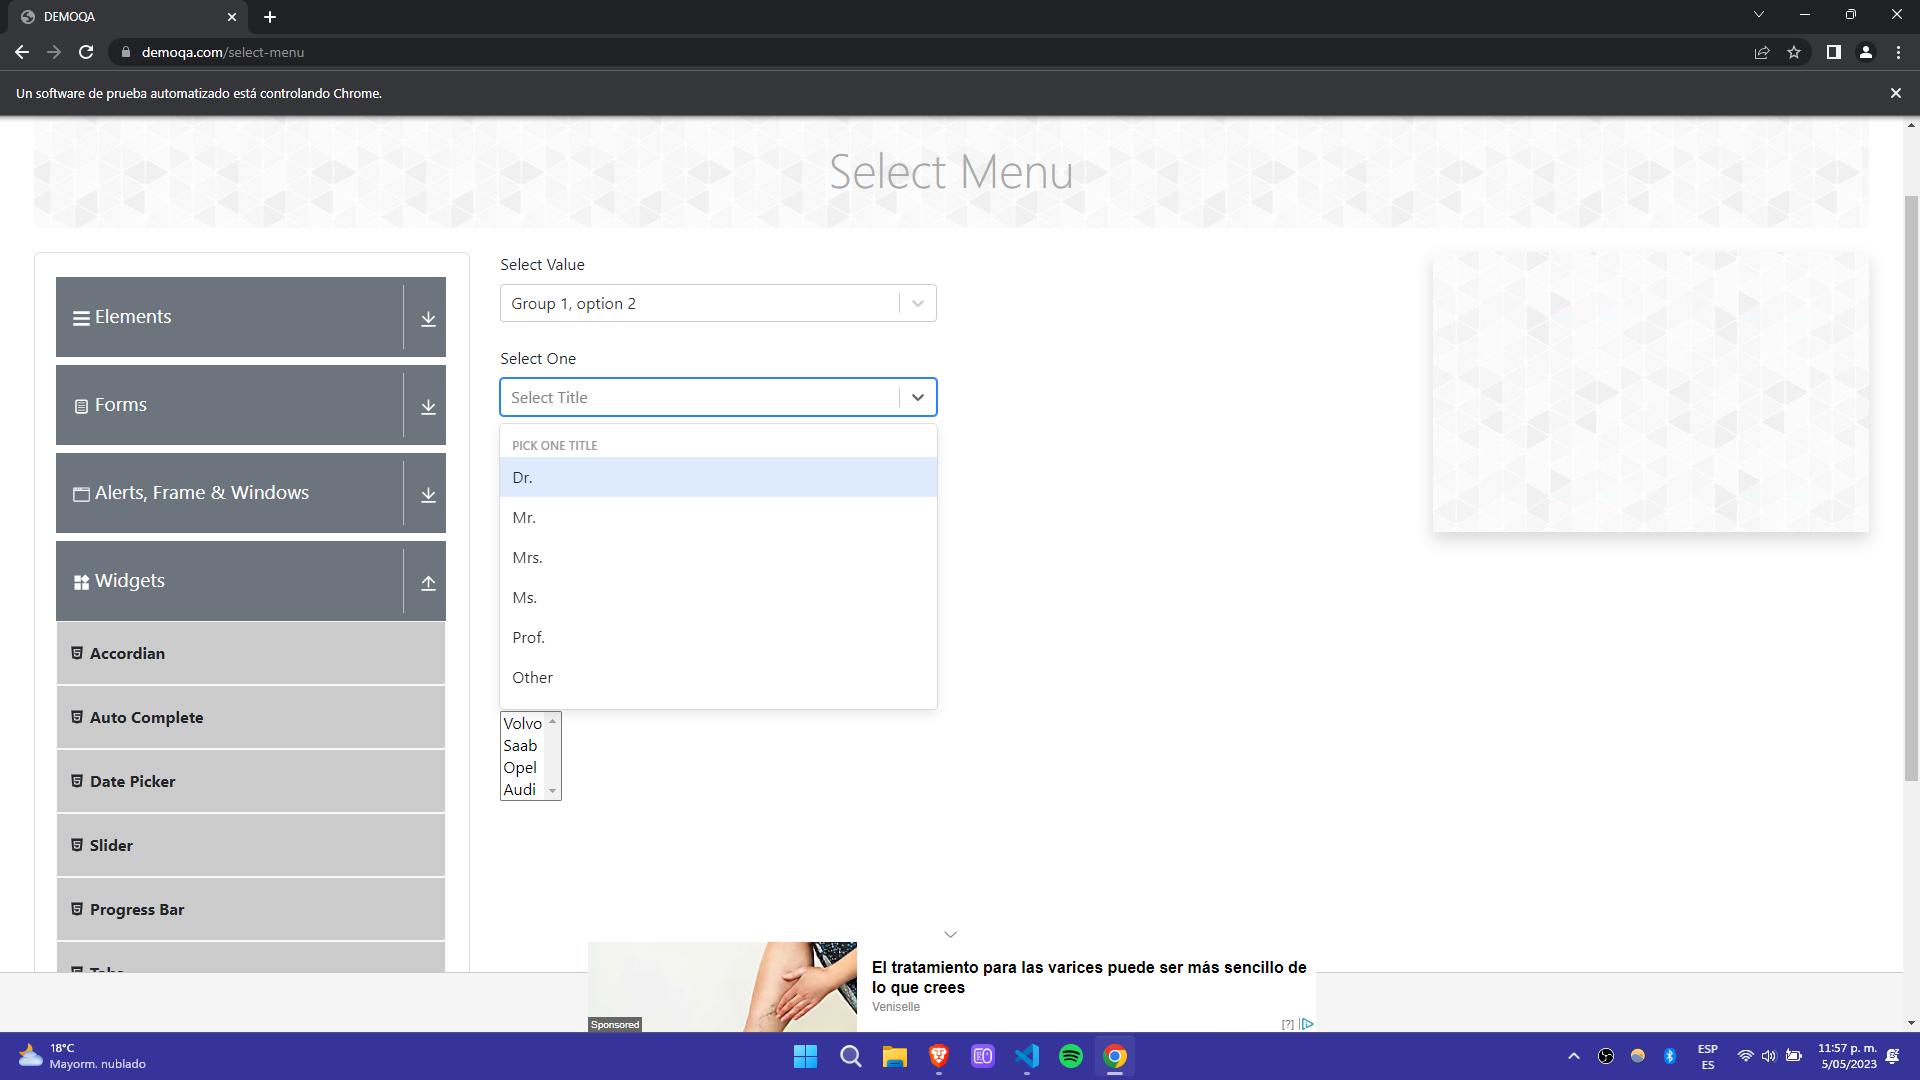 DEMOQA
demoqa.com/select-menu
Un software de prueba automatizado está controlando Chrome.
Select Menu
Elements
Forms
Alerts, Frame & Windows
Widgets
Accordian
Auto Complete
Date Picker
Slider
Progress Bar
Select Value
Group 1, option 2
Select One
Select Title
PICK ONE TITLE
Dr.
Mr.
Mrs.
Ms.
Prof.
Other
Volvo
Saab
Opel
Audi
El tratamiento para las varices puede ser más sencillo de
lo que crees
Veniselle
Sponsored
[?]
18°C
Mayorm. nublado
ESP
ES
11:57 p. m.
5/05/2023